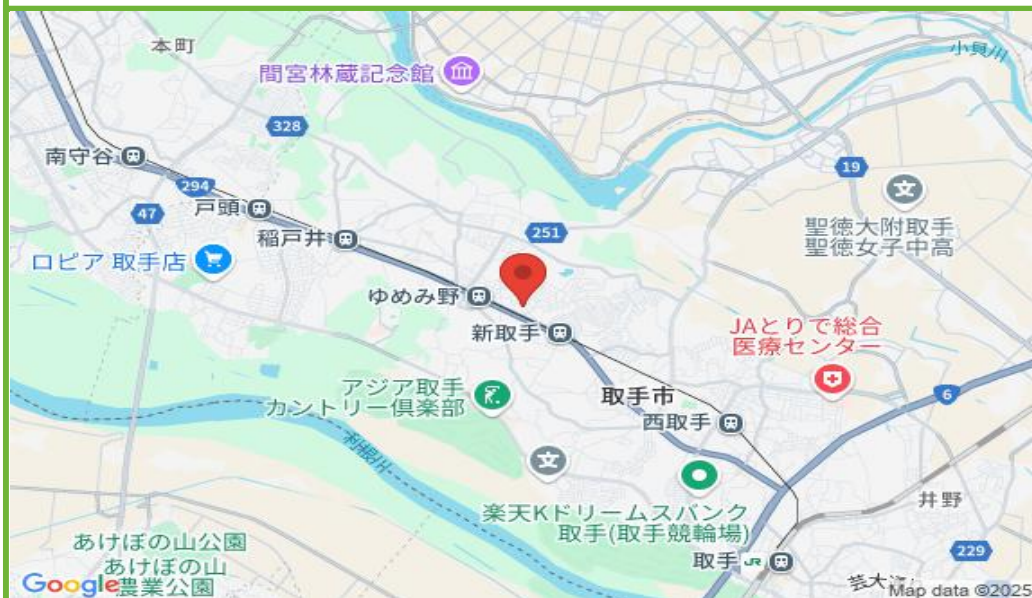 本町
間宮林蔵記念館
小貝川
328
南守谷
19
294
戸頭
47
251
聖徳大附取手
聖徳女子中高
稲戸井
ロピア 取手店
ゆめみ野
新取手
JAとりで総合
医療センター
アジア取手
カントリー倶楽部
取手市
6
西取手
利根川
楽天Kドリームスバンク
取手(取手競輪場)
井野
あけぼの山公園
229
取手
JR
あけぼの山
農業公園
Google
Map data ©2025